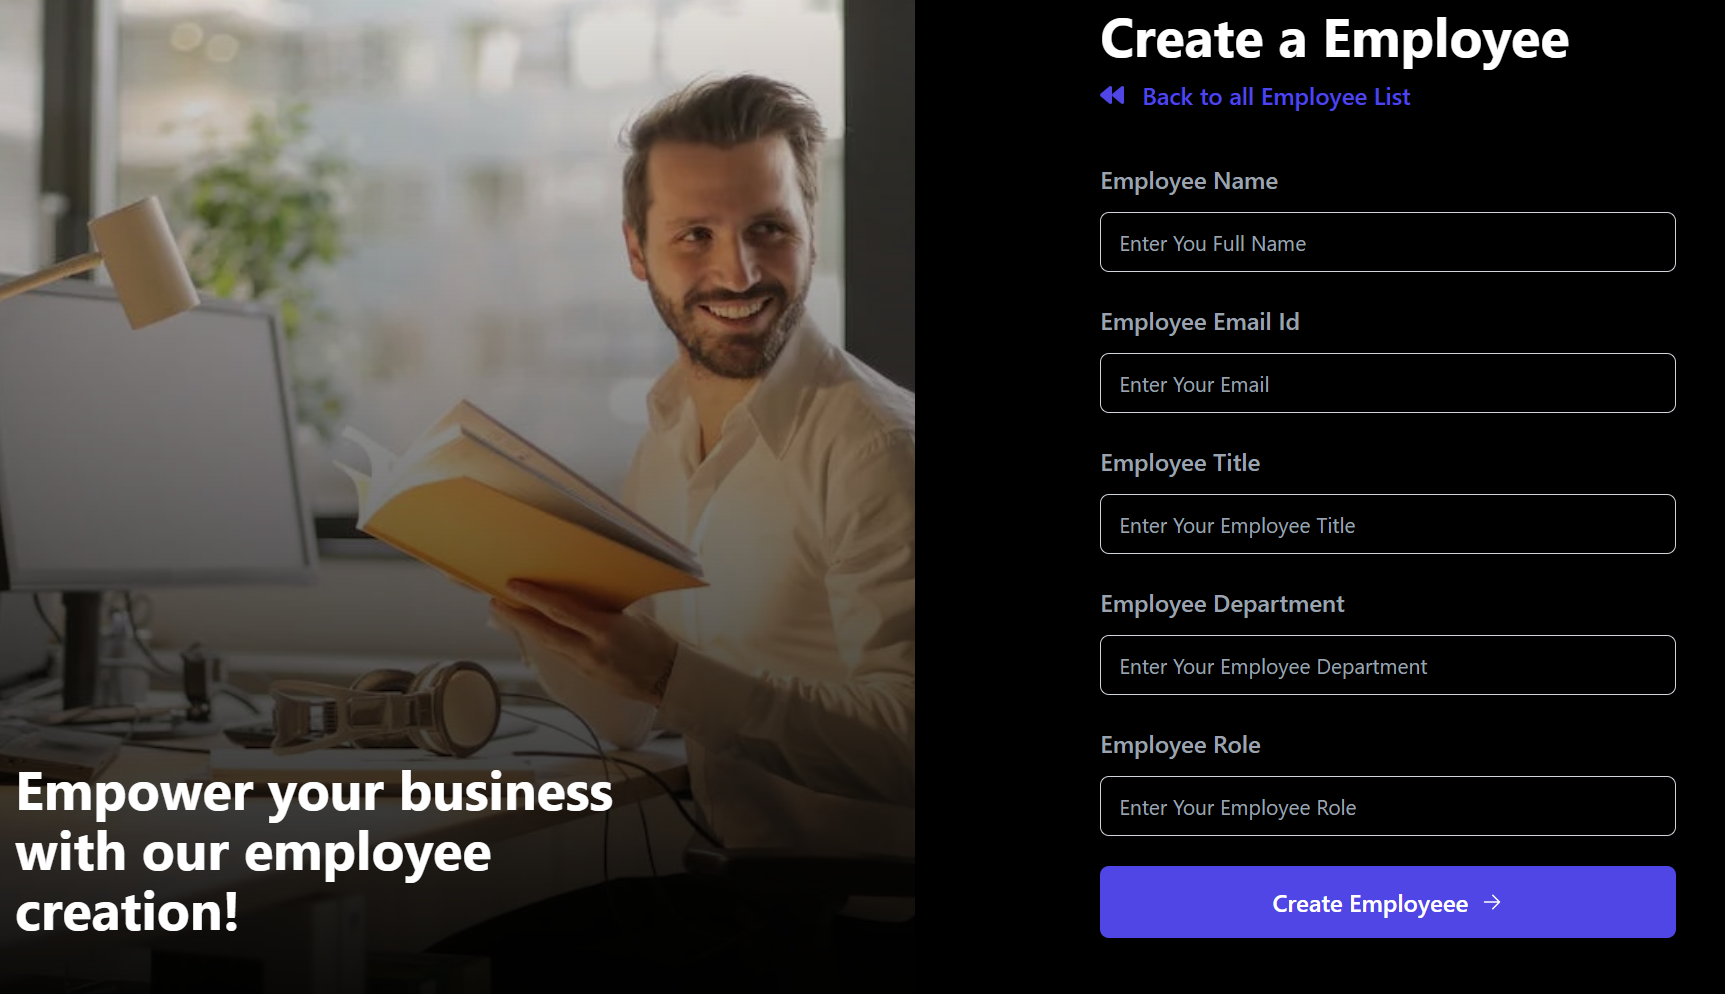 Create a Employee
Back to all Employee List
Employee Name
Enter You Full Name
Employee Email Id
Enter Your Email
Employee Title
Enter Your Employee Title
Employee Department
Enter Your Employee Department
Employee Role
Enter Your Employee Role
Create Employeee
Empower your business
with our employee
creation!